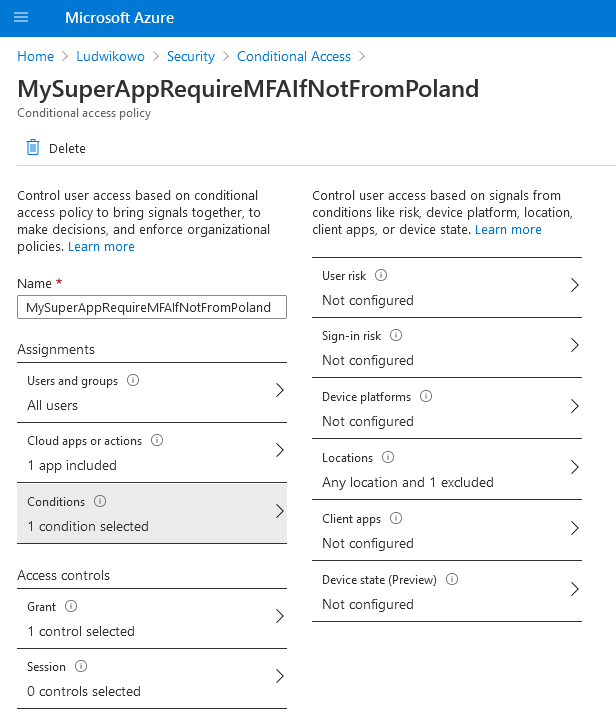 Microsoft Azure
Home > Ludwikowo > Security > Conditional Access >
MySuperAppRequireMFAIfNotFromPoland
Conditional access policy
Delete
Control user access based on conditional
access policy to bring signals together, to
make decisions, and enforce organizational
policies. Learn more
Name *
MySuperAppRequireMFAIfNotFromPoland
Assignments
Users and groups
All users
Cloud apps or actions
1 app included
Conditions
1 condition selected
Access controls
Grant
1 control selected
Session
0 controls selected
Control user access based on signals from
conditions like risk, device platform, location,
client apps, or device state. Learn more
User risk
Not configured
Sign-in risk
Not configured
Device platforms
Not configured
Locations
Any location and 1 excluded
Client apps
Not configured
Device state (Preview)
Not configured